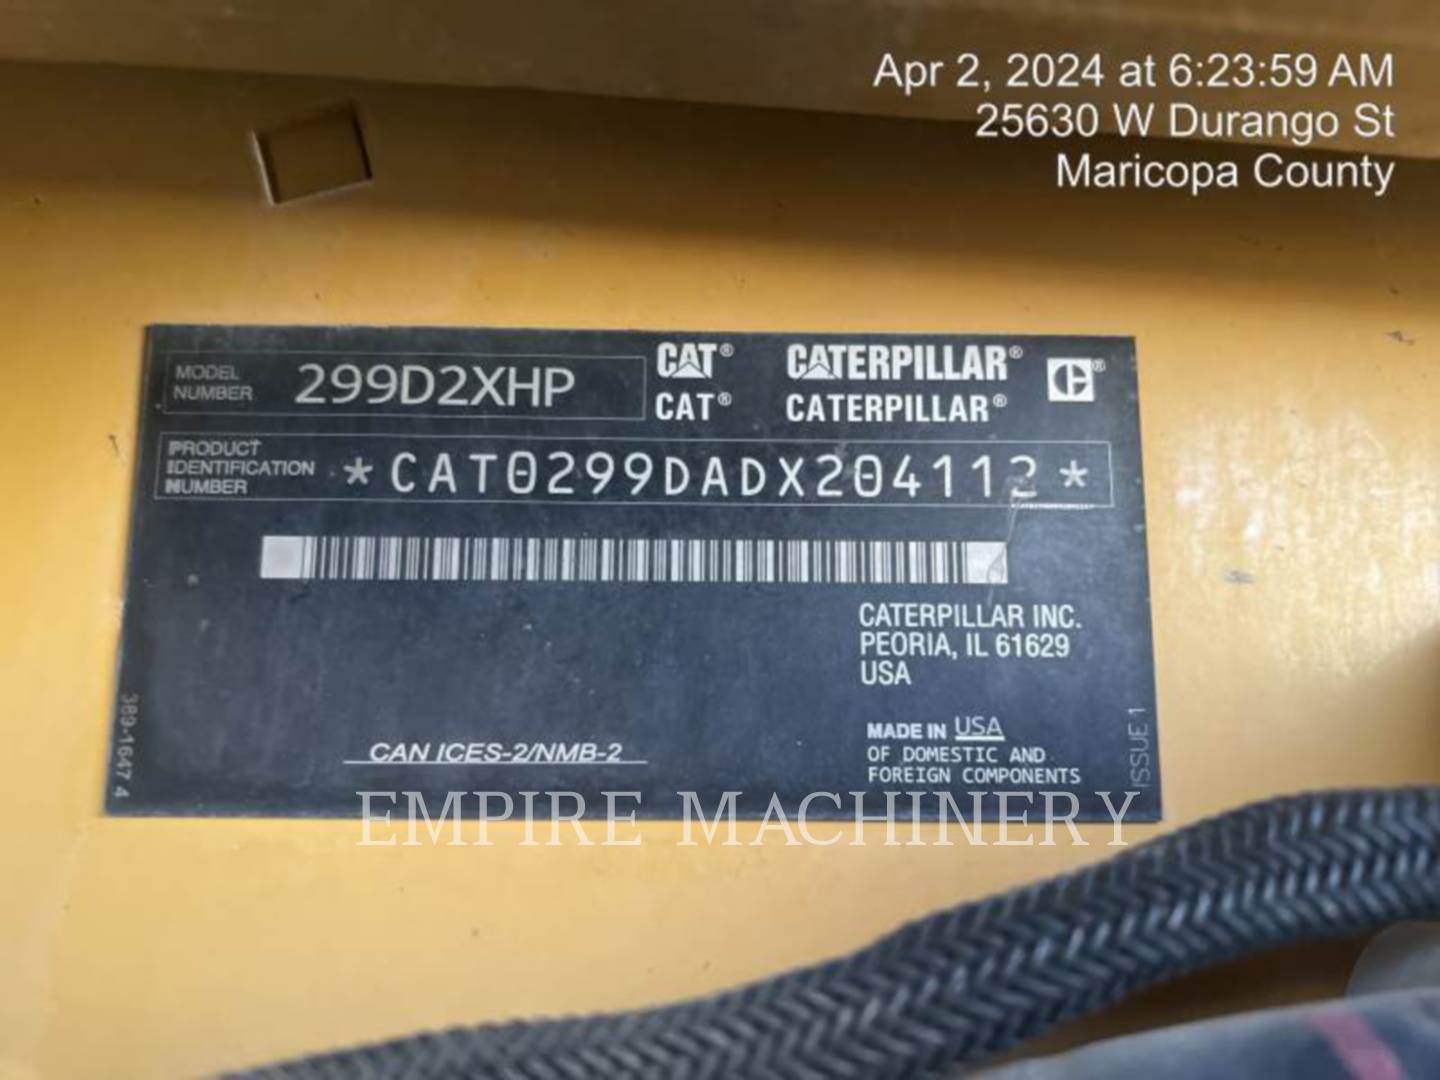 Apr 2, 2024 at 6:23:59 AM
25630 W Durango St
Maricopa County
MODEL NUMBER 299D2XHP
CAT® CATERPILLAR®
CAT® CATERPILLAR®
PRODUCT IDENTIFICATION NUMBER *CAT0299DADX204112*
CATERPILLAR INC.
PEORIA, IL 61629
USA
MADE IN USA
OF DOMESTIC AND
FOREIGN COMPONENTS
CAN ICES-2/NMB-2
389-1647 4
ISSUE 1
EMPIRE MACHINERY